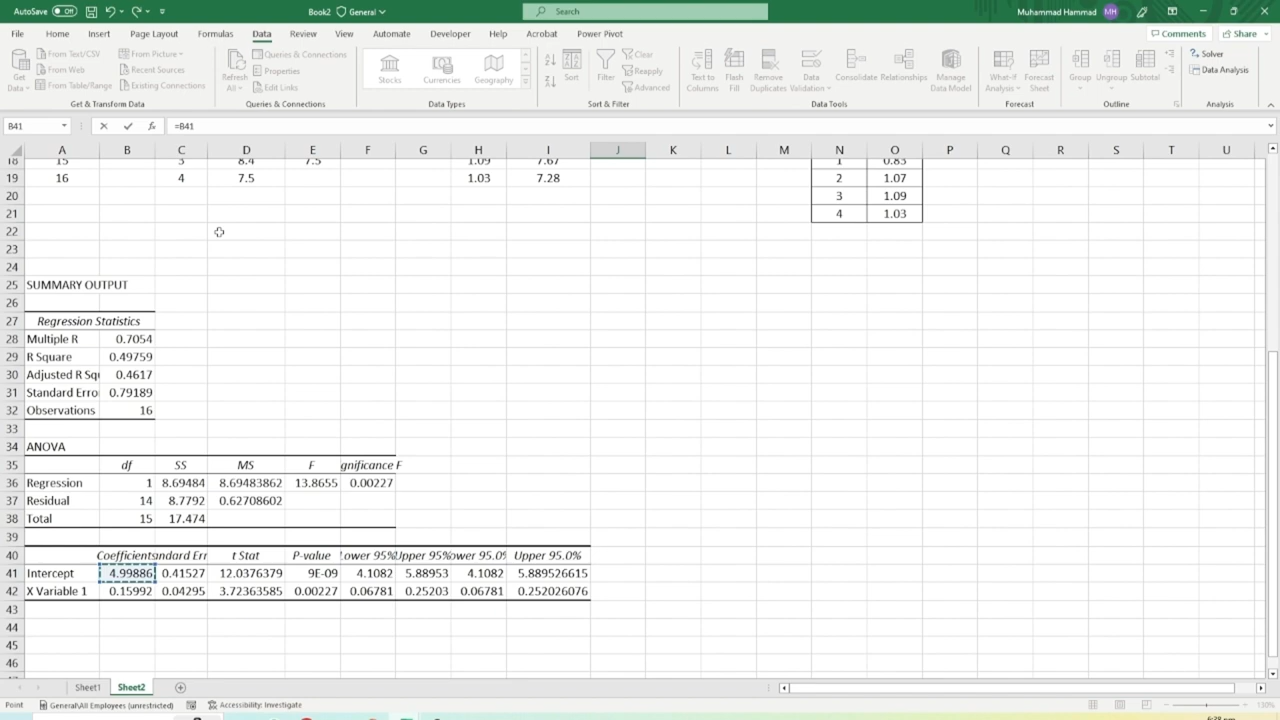 AutoSave Off Book2 General Search Muhammad Hammad MH
File Home Insert Page Layout Formulas Data Review View Automate Developer Help Acrobat Power Pivot Comments Share
Get Data From Text/CSV From Web From Table/Range From Picture Recent Sources Existing Connections
Refresh All Queries & Connections Properties Edit Links
Stocks Currencies Geography
Sort Filter Clear Reapply Advanced
Text to Columns Flash Fill Remove Duplicates Data Validation Consolidate Relationships Manage Data Model
What-If Analysis Forecast Sheet Group Ungroup Subtotal Solver Data Analysis
Get & Transform Data Queries & Connections Data Types Sort & Filter Data Tools Forecast Outline Analysis
B41 fx =B41
A B C D E F G H I J K L M N O P Q R S T U
18 15 3 8.4 7.5 1.09 7.67 1 0.83
19 16 4 7.5 1.03 7.28 2 1.07
20 3 1.09
21 4 1.03
22
23
24
25 SUMMARY OUTPUT
26
27 Regression Statistics
28 Multiple R 0.7054
29 R Square 0.49759
30 Adjusted R Squ 0.4617
31 Standard Erro 0.79189
32 Observations 16
33
34 ANOVA
35 df SS MS F gnificance F
36 Regression 1 8.69484 8.69483862 13.8655 0.00227
37 Residual 14 8.7792 0.62708602
38 Total 15 17.474
39
40 Coefficients andard Err t Stat P-value Lower 95% Upper 95% ower 95.0% Upper 95.0%
41 Intercept 4.99886 0.41527 12.0376379 9E-09 4.1082 5.88953 4.1082 5.889526615
42 X Variable 1 0.15992 0.04295 3.72363585 0.00227 0.06781 0.25203 0.06781 0.252026076
43
44
45
46
Sheet1 Sheet2
Point General\All Employees (unrestricted) Accessibility: Investigate 130%